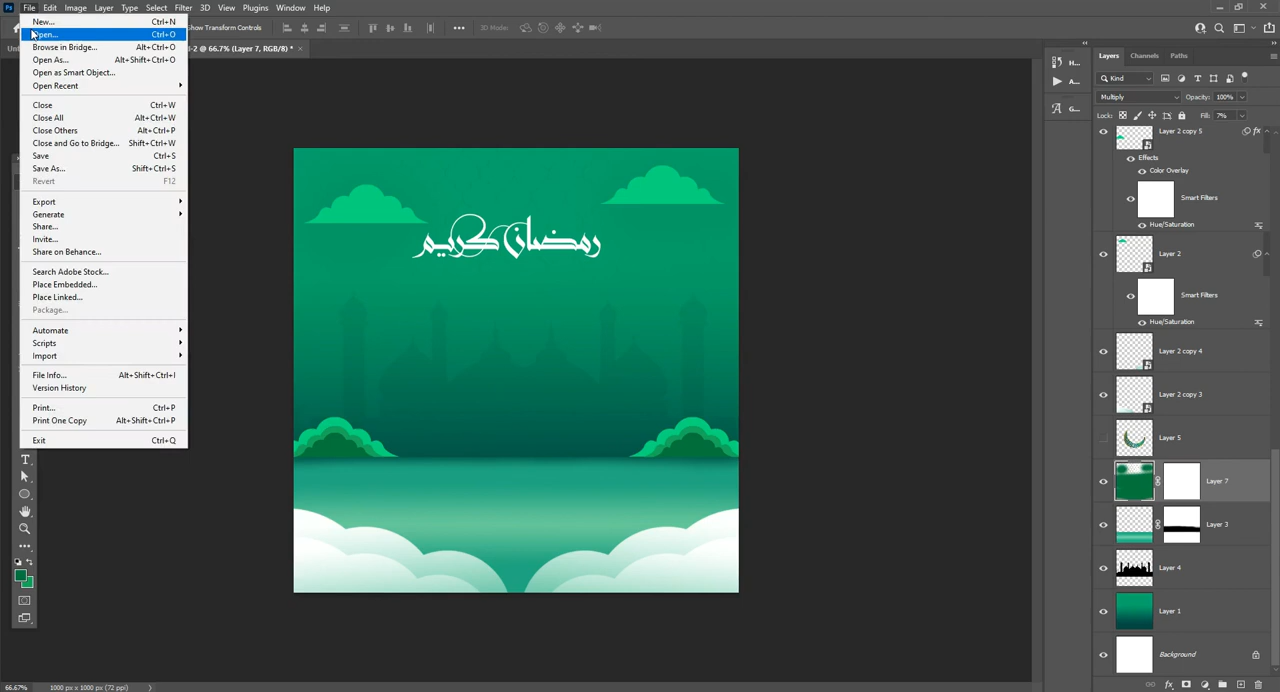 File Edit Image Layer Type Select Filter 3D View Plugins Window Help
New... Ctrl+N
Open... Ctrl+O
Browse in Bridge... Alt+Ctrl+O
Open As... Alt+Shift+Ctrl+O
Open as Smart Object...
Open Recent
Close Ctrl+W
Close All Alt+Ctrl+W
Close Others Alt+Ctrl+P
Close and Go to Bridge... Shift+Ctrl+W
Save Ctrl+S
Save As... Shift+Ctrl+S
Revert F12
Export
Generate
Share...
Invite...
Share on Behance...
Search Adobe Stock...
Place Embedded...
Place Linked...
Package...
Automate
Scripts
Import
File Info... Alt+Shift+Ctrl+I
Version History
Print... Ctrl+P
Print One Copy Alt+Shift+Ctrl+P
Exit Ctrl+Q
Show Transform Controls
3D Mode:
-2 @ 66.7% (Layer 7, RGB/8) *
رمضان كريم
H...
A...
G...
Layers Channels Paths
Kind
Multiply Opacity: 100%
Lock: Fill: 7%
Layer 2 copy 5
Effects
Color Overlay
Smart Filters
Hue/Saturation
Layer 2
Smart Filters
Hue/Saturation
Layer 2 copy 4
Layer 2 copy 3
Layer 5
Layer 7
Layer 3
Layer 4
Layer 1
Background
66.67% 1000 px x 1000 px (72 ppi)